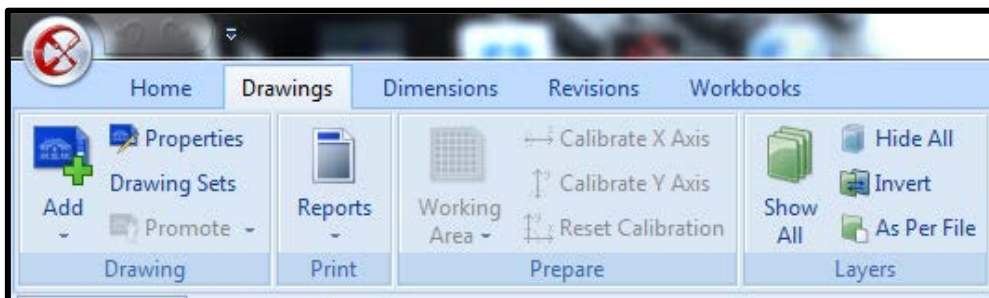 Home Drawings Dimensions Revisions Workbooks
Add
Properties
Drawing Sets
Promote
Drawing
Reports
Print
Working
Area
Calibrate X Axis
Calibrate Y Axis
Reset Calibration
Prepare
Show
All
Hide All
Invert
As Per File
Layers